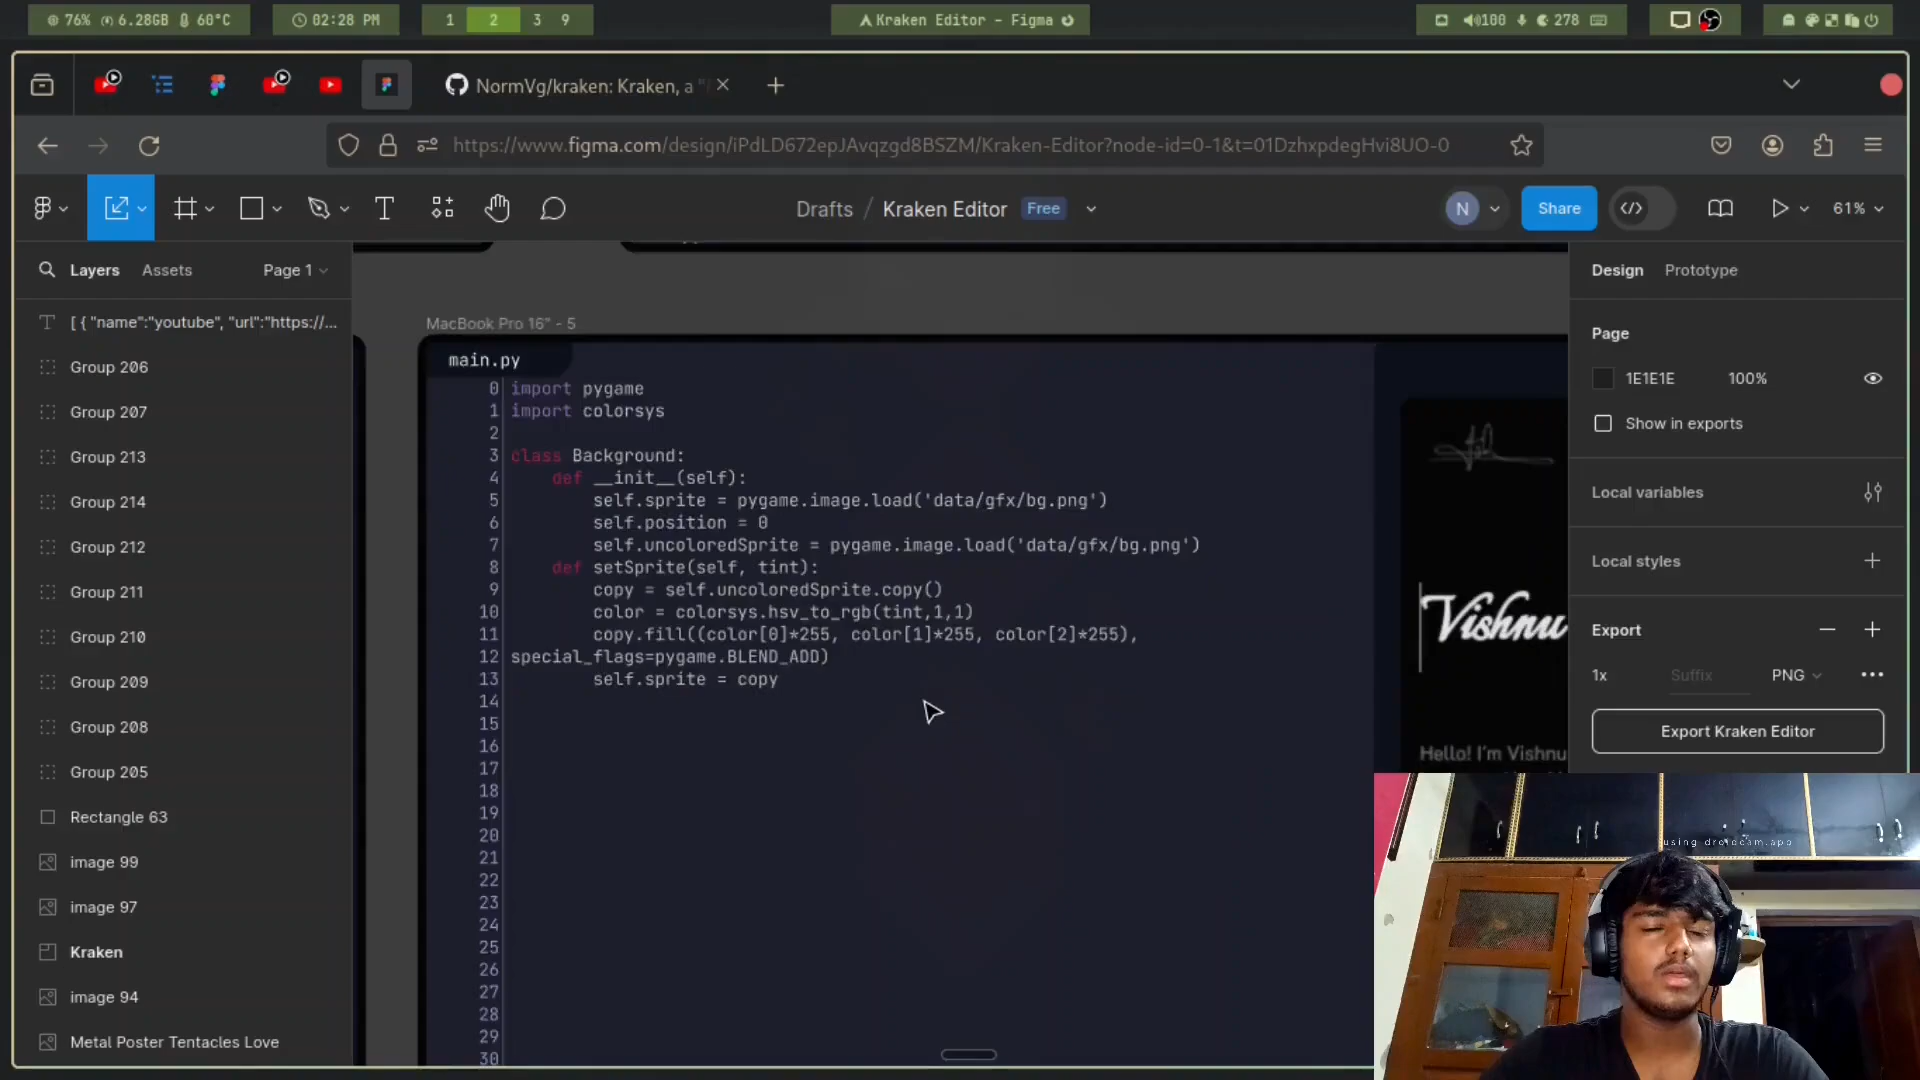 76% 6.28GB 60°C
02:28 PM
1 2 3 9
Kraken Editor - Figma
100 278
NormVg/kraken: Kraken, a "
https://www.figma.com/design/iPdLD672epJAvqzgd8BSZM/Kraken-Editor?node-id=0-1&t=01DzhxpdegHvi8UO-0
Drafts / Kraken Editor Free
N
Share
61%
Layers Assets Page 1
[ { "name":"youtube", "url":"https://...
Group 206
Group 207
Group 213
Group 214
Group 212
Group 211
Group 210
Group 209
Group 208
Group 205
Rectangle 63
image 99
image 97
Kraken
image 94
Metal Poster Tentacles Love
MacBook Pro 16" - 5
main.py
0 import pygame
1 import colorsys
2
3 class Background:
4 def __init__(self):
5 self.sprite = pygame.image.load('data/gfx/bg.png')
6 self.position = 0
7 self.uncoloredSprite = pygame.image.load('data/gfx/bg.png')
8 def setSprite(self, tint):
9 copy = self.uncoloredSprite.copy()
10 color = colorsys.hsv_to_rgb(tint,1,1)
11 copy.fill((color[0]*255, color[1]*255, color[2]*255),
12 special_flags=pygame.BLEND_ADD)
13 self.sprite = copy
14
15
16
17
18
19
20
21
22
23
24
25
26
27
28
29
30
Vishnu
Hello! I'm Vishnu
Design Prototype
Page
1E1E1E 100%
Show in exports
Local variables
Local styles
Export
1x Suffix PNG
Export Kraken Editor
using droidcam.app